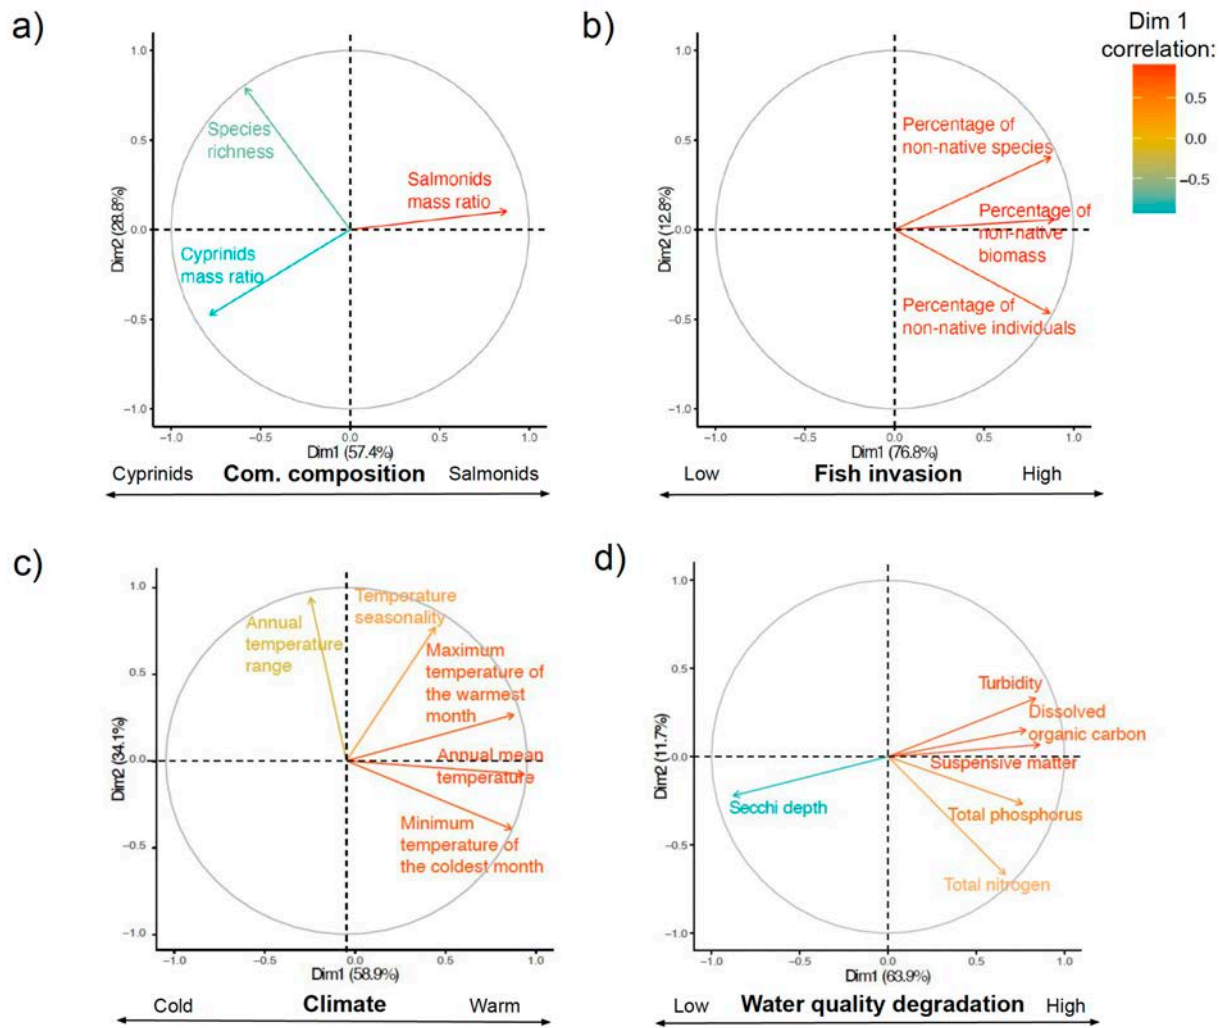 a)
b)
Dim 1
correlation:
0.5
0.0
−0.5
1.0
0.5
0.0
−0.5
−1.0
Dim2 (28.8%)
Species
richness
Salmonids
mass ratio
Cyprinids
mass ratio
−1.0
−0.5
0.0
0.5
1.0
Dim1 (57.4%)
Cyprinids
Com. composition
Salmonids
1.0
0.5
0.0
−0.5
−1.0
Dim2 (12.8%)
Percentage of
non-native species
Percentage of
non-native
biomass
Percentage of
non-native individuals
−1.0
−0.5
0.0
0.5
1.0
Dim1 (76.8%)
Low
Fish invasion
High
c)
d)
1.0
0.5
0.0
−0.5
−1.0
Dim2 (34.1%)
Annual
temperature
range
Temperature
seasonality
Maximum
temperature of
the warmest
month
Annual mean
temperature
Minimum
temperature of
the coldest month
−1.0
−0.5
0.0
0.5
1.0
Dim1 (58.9%)
Cold
Climate
Warm
1.0
0.5
0.0
−0.5
−1.0
Dim2 (11.7%)
Turbidity
Dissolved
organic carbon
Suspensive matter
Secchi depth
Total phosphorus
Total nitrogen
−1.0
−0.5
0.0
0.5
1.0
Dim1 (63.9%)
Low
Water quality degradation
High